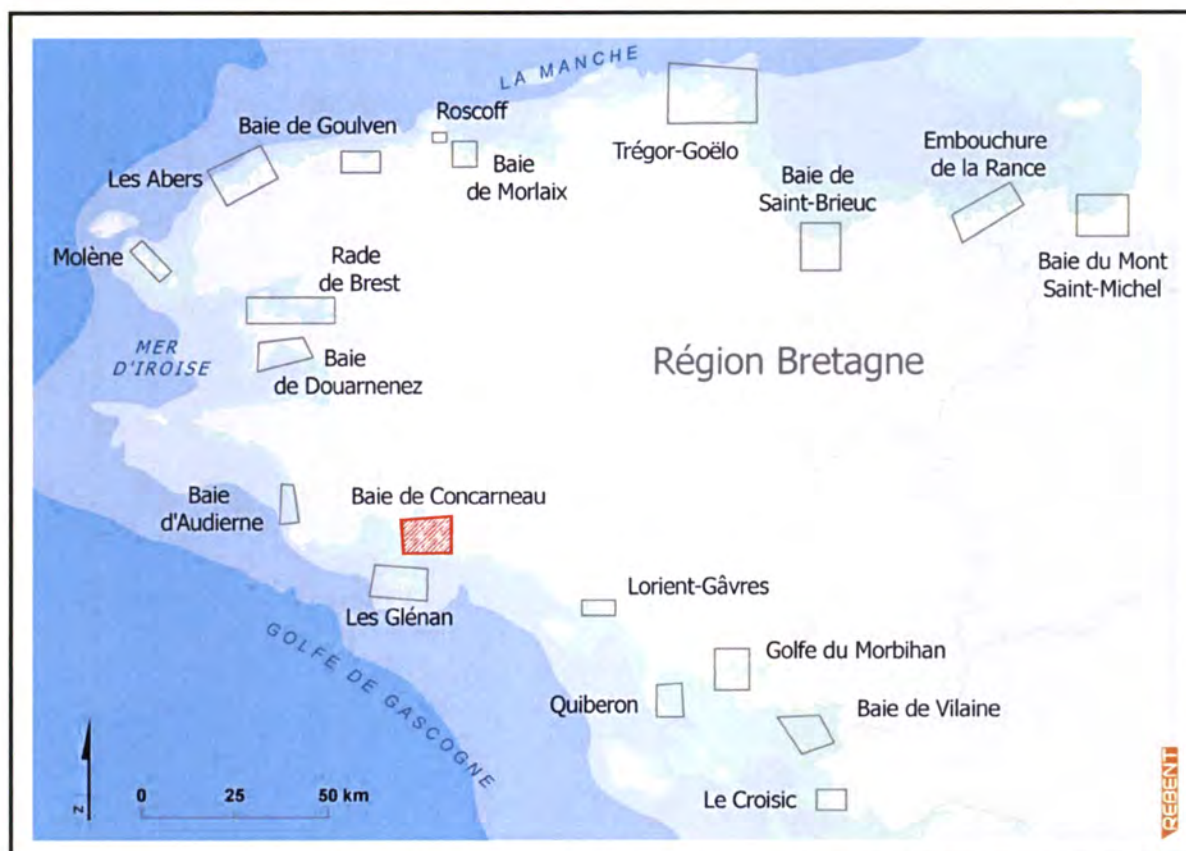 LA MANCHE
Roscoff
Baie de Goulven
Trégor-Goëlo
Les Abers
Baie
de Morlaix
Embouchure
de la Rance
Baie de
Saint-Brieuc
Molène
Rade
de Brest
Baie du Mont
Saint-Michel
MER
D'IROISE
Baie
de Douarnenez
Région Bretagne
Baie
d'Audierne
Baie de Concarneau
Lorient-Gâvres
Les Glénan
GOLFE DE GASCOGNE
Golfe du Morbihan
Quiberon
Baie de Vilaine
N
0 25 50 km
Le Croisic
REBENT